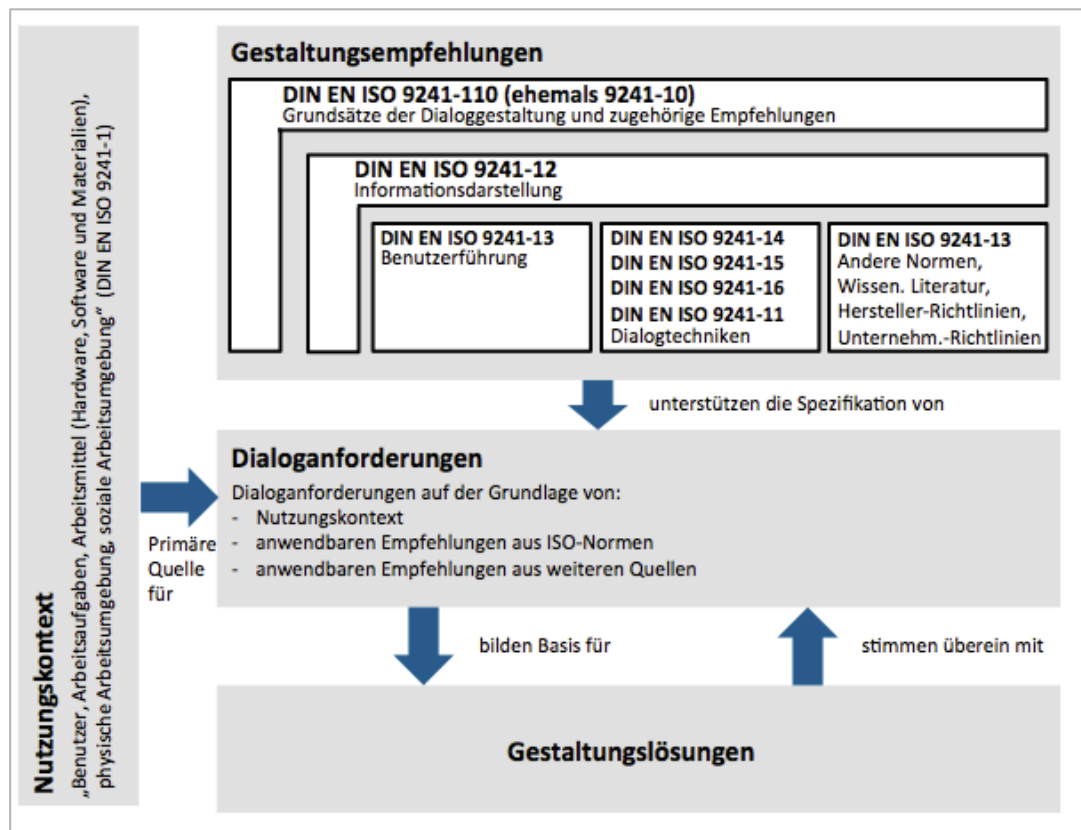 Nutzungskontext
„Benutzer, Arbeitsaufgaben, Arbeitsmittel (Hardware, Software und Materialien),
physische Arbeitsumgebung, soziale Arbeitsumgebung“ (DIN EN ISO 9241-1)
Gestaltungsempfehlungen
DIN EN ISO 9241-110 (ehemals 9241-10)
Grundsätze der Dialoggestaltung und zugehörige Empfehlungen
DIN EN ISO 9241-12
Informationsdarstellung
DIN EN ISO 9241-13
Benutzerführung
DIN EN ISO 9241-14
DIN EN ISO 9241-15
DIN EN ISO 9241-16
DIN EN ISO 9241-11
Dialogtechniken
DIN EN ISO 9241-13
Andere Normen,
Wissen. Literatur,
Hersteller-Richtlinien,
Unternehm.-Richtlinien
unterstützen die Spezifikation von
Primäre
Quelle
für
Dialoganforderungen
Dialoganforderungen auf der Grundlage von:
- Nutzungskontext
- anwendbaren Empfehlungen aus ISO-Normen
- anwendbaren Empfehlungen aus weiteren Quellen
bilden Basis für
stimmen überein mit
Gestaltungslösungen